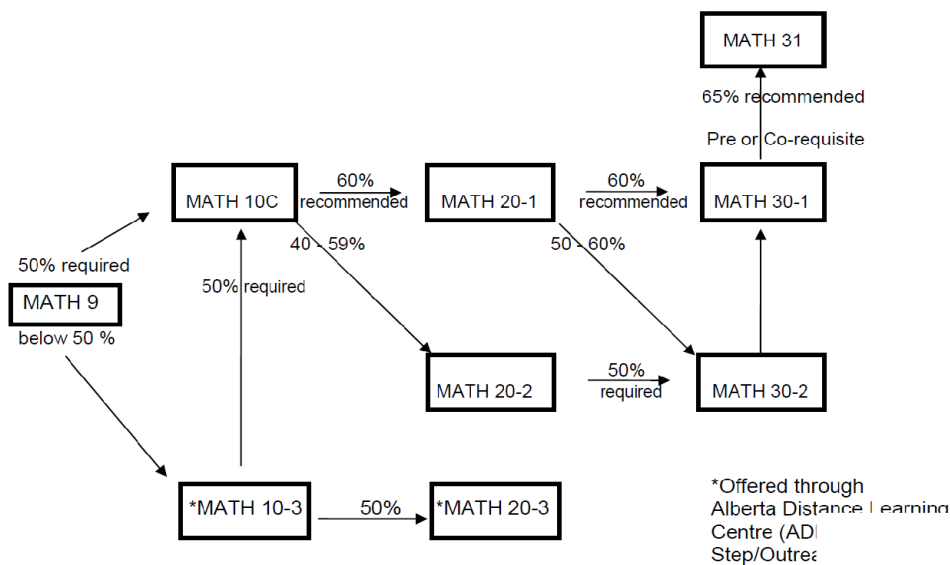 MATH 31
65% recommended
Pre or Co-requisite
MATH 10C
60%
recommended
MATH 20-1
60%
recommended
MATH 30-1
40 - 59%
50 - 60%
50% required
50% required
MATH 9
below 50 %
MATH 20-2
50%
required
MATH 30-2
*MATH 10-3
50%
*MATH 20-3
*Offered through
Alberta Distance Learning
Centre